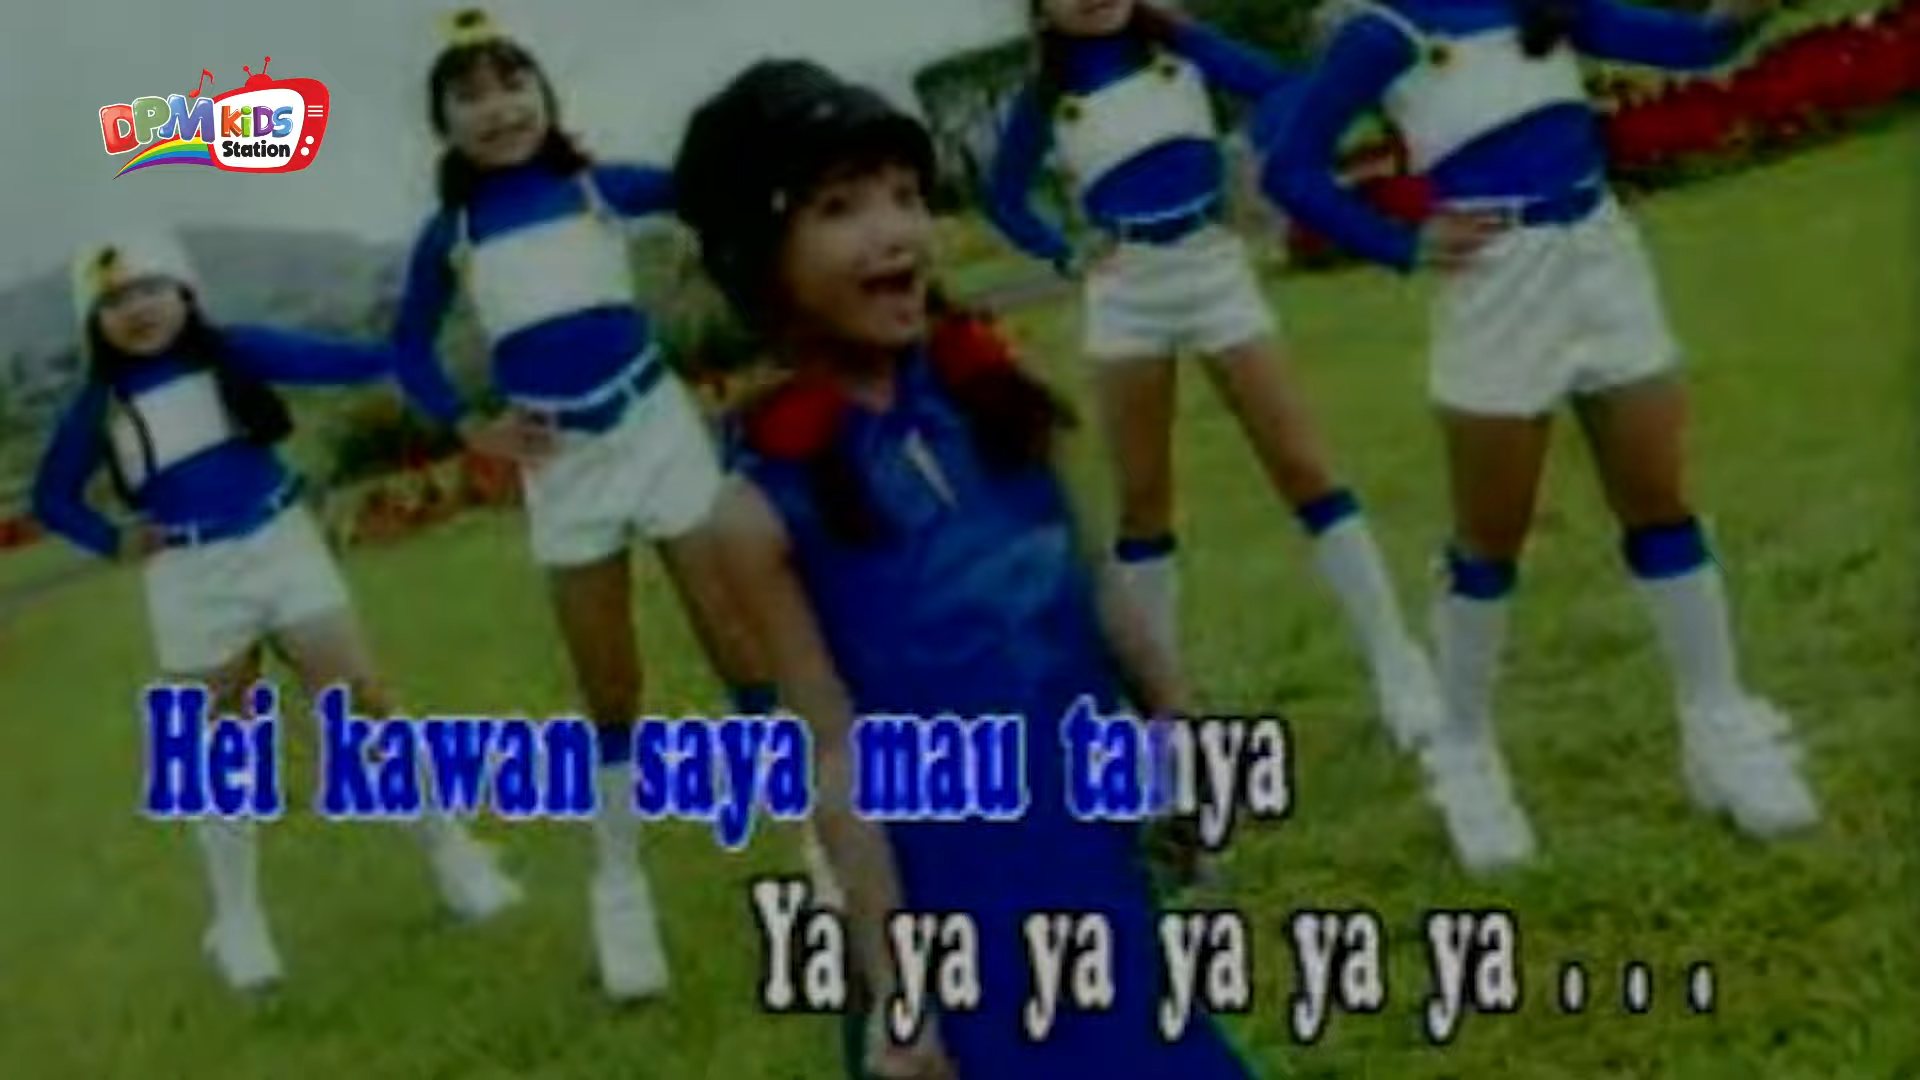 DPM KiDS
Station
Hei kawan saya mau tanya
Ya ya ya ya ya ya . . .